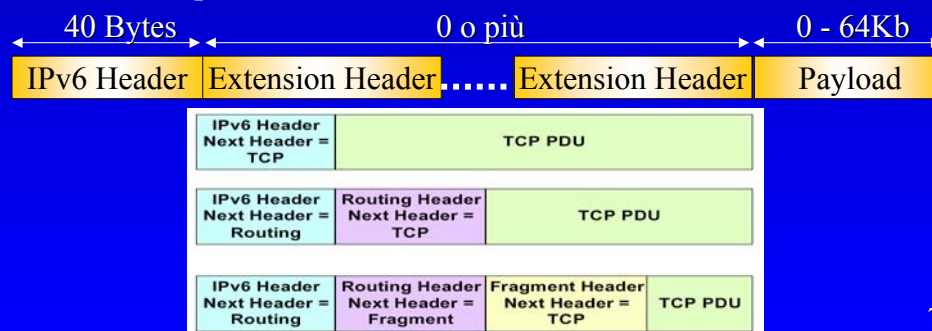 40 Bytes 0 o più 0 - 64Kb
IPv6 Header Extension Header ...... Extension Header Payload
IPv6 Header
Next Header =
TCP
TCP PDU
IPv6 Header
Next Header =
Routing
Routing Header
Next Header =
TCP
TCP PDU
IPv6 Header
Next Header =
Routing
Routing Header
Next Header =
Fragment
Fragment Header
Next Header =
TCP
TCP PDU